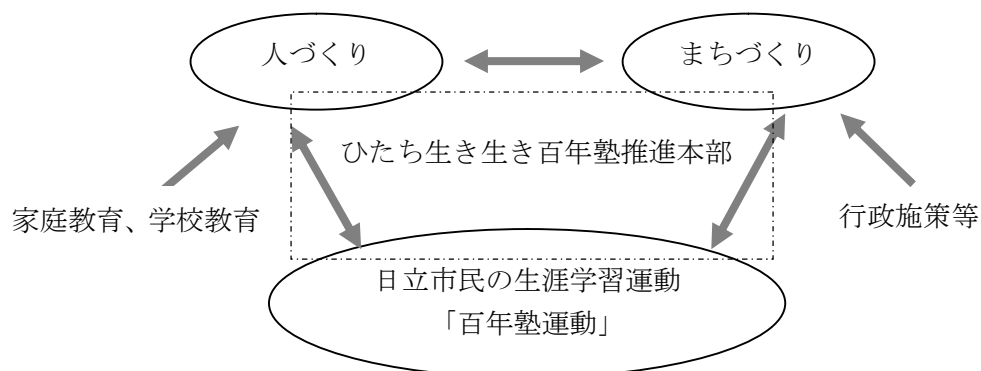 人づくり
まちづくり
ひたち生き生き百年塾推進本部
家庭教育、学校教育
行政施策等
日立市民の生涯学習運動
「百年塾運動」